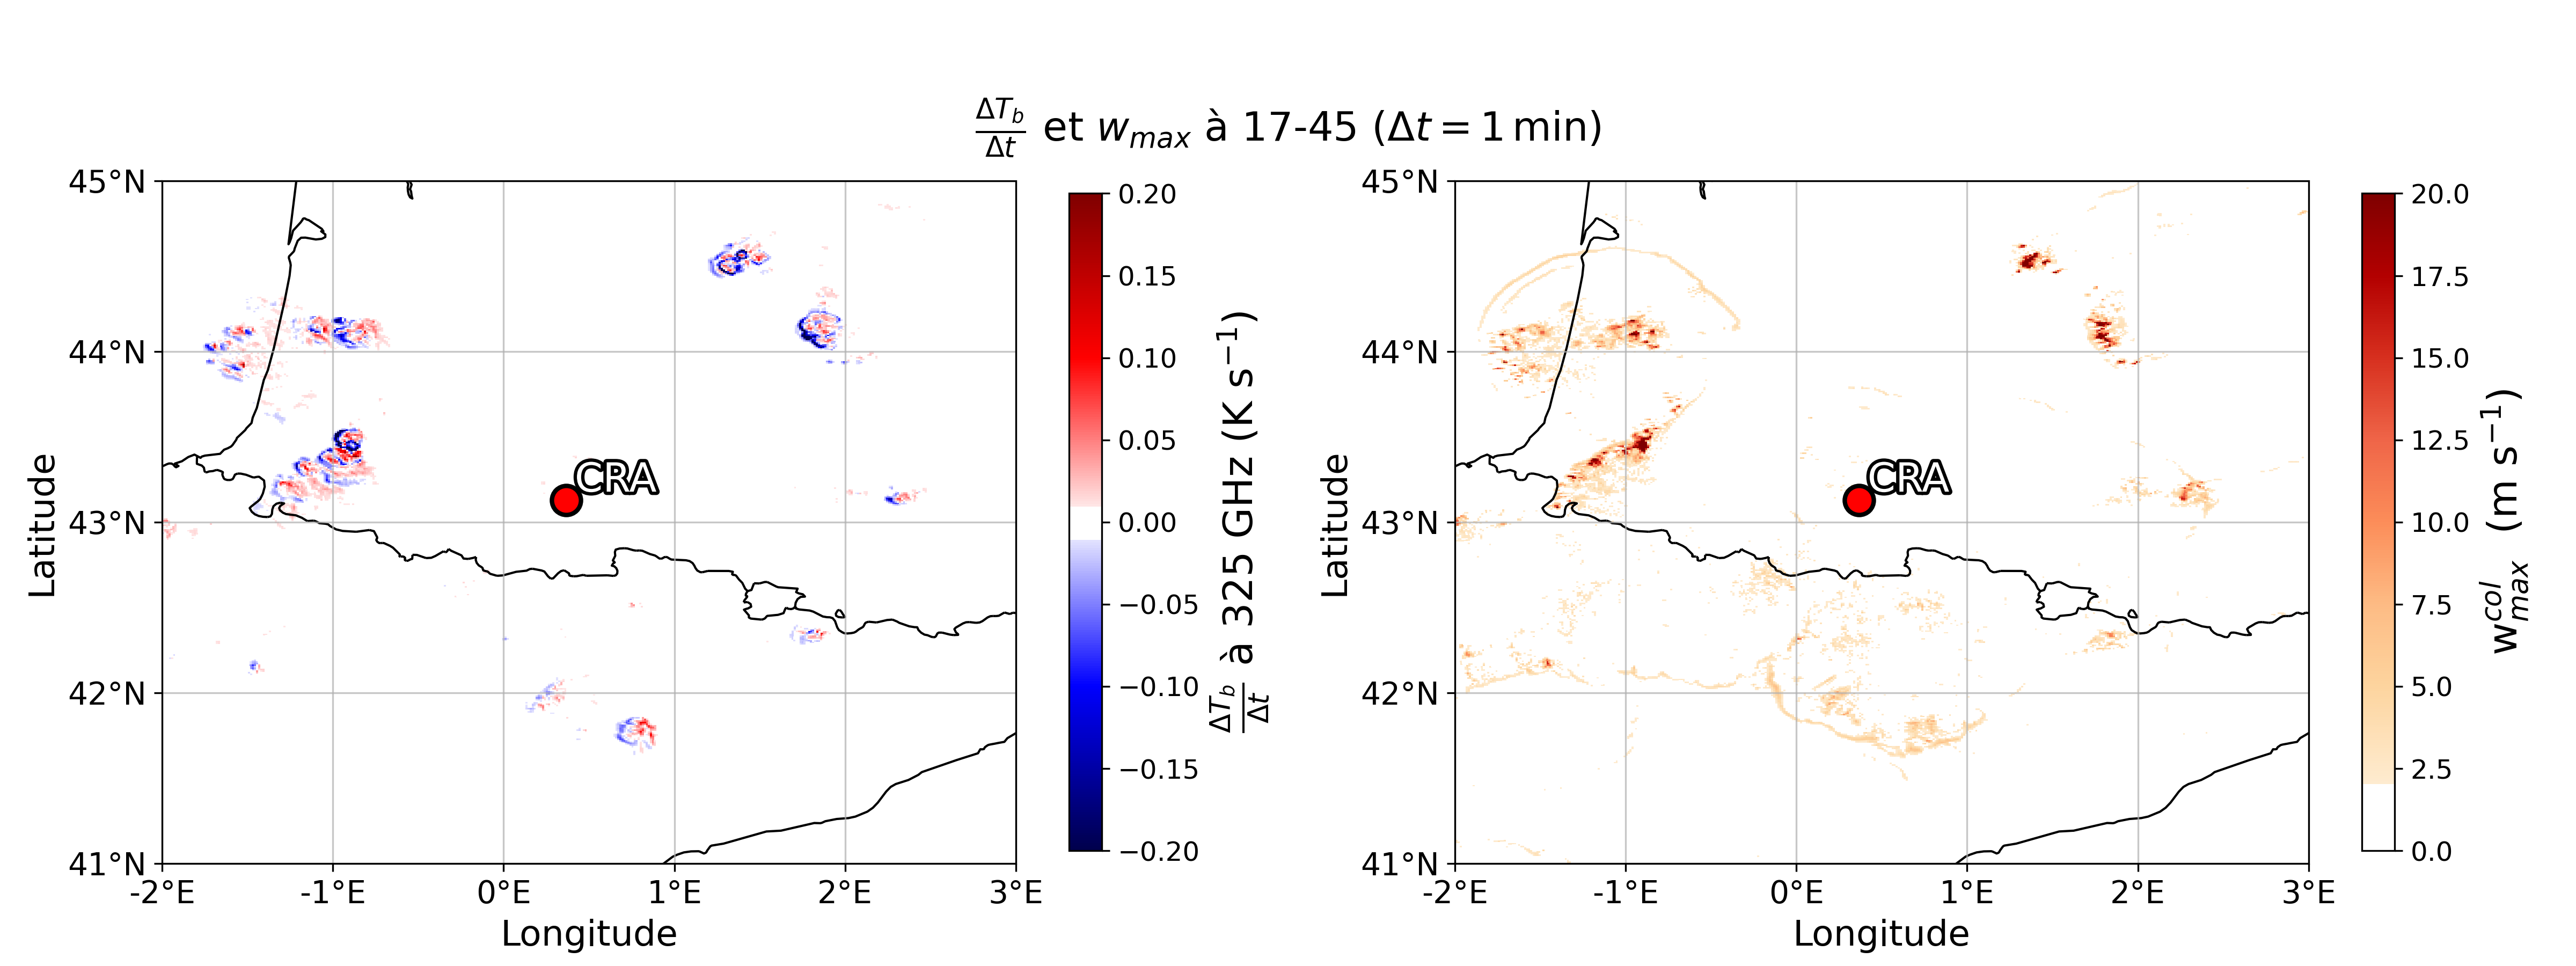 ΔT_b/Δt et w_max à 17-45 (Δt = 1 min)
45°N
44°N
43°N
42°N
41°N
-2°E
-1°E
0°E
1°E
2°E
3°E
Latitude
Longitude
CRA
0.20
0.15
0.10
0.05
0.00
−0.05
−0.10
−0.15
−0.20
ΔT_b/Δt à 325 GHz (K s⁻¹)
45°N
44°N
43°N
42°N
41°N
-2°E
-1°E
0°E
1°E
2°E
3°E
Latitude
Longitude
CRA
20.0
17.5
15.0
12.5
10.0
7.5
5.0
2.5
0.0
w_max^col (m s⁻¹)